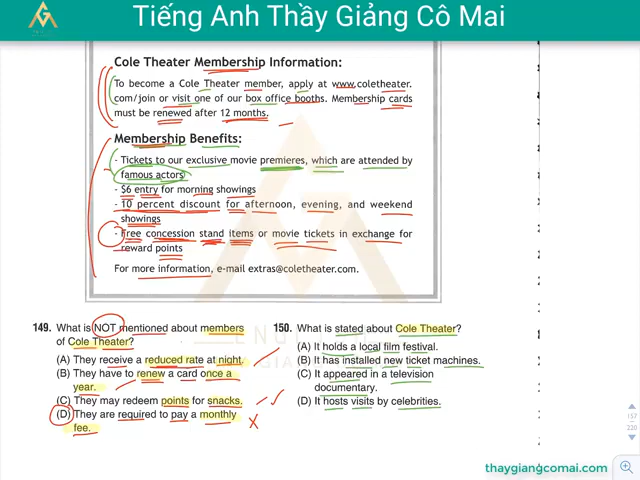 Tiếng Anh Thầy Giảng Cô Mai
Cole Theater Membership Information:
To become a Cole Theater member, apply at www.coletheater.
com/join or visit one of our box office booths. Membership cards
must be renewed after 12 months.
Membership Benefits:
- Tickets to our exclusive movie premieres, which are attended by
famous actors
- $6 entry for morning showings
- 10 percent discount for afternoon, evening, and weekend
showings
- Free concession stand items or movie tickets in exchange for
reward points
For more information, e-mail extras@coletheater.com.
149. What is NOT mentioned about members
of Cole Theater?
(A) They receive a reduced rate at night.
(B) They have to renew a card once a
year.
(C) They may redeem points for snacks.
(D) They are required to pay a monthly
fee.
150. What is stated about Cole Theater?
(A) It holds a local film festival.
(B) It has installed new ticket machines.
(C) It appeared in a television
documentary.
(D) It hosts visits by celebrities.
157
220
thaygiangcomai.com